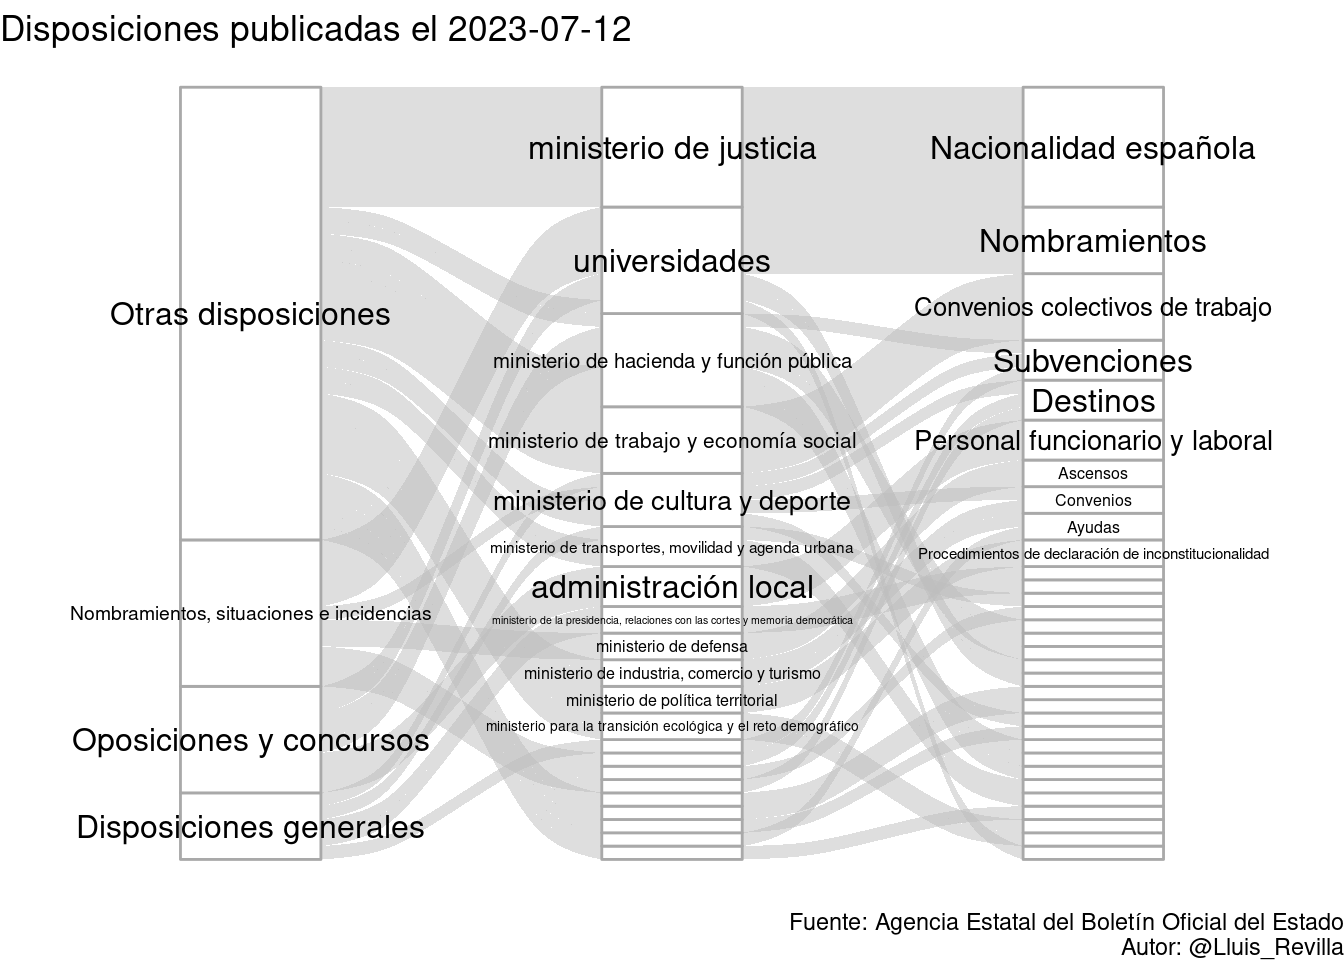 Disposiciones publicadas el 2023-07-12
Otras disposiciones
Nombramientos, situaciones e incidencias
Oposiciones y concursos
Disposiciones generales
ministerio de justicia
universidades
ministerio de hacienda y función pública
ministerio de trabajo y economía social
ministerio de cultura y deporte
ministerio de transportes, movilidad y agenda urbana
administración local
ministerio de la presidencia, relaciones con las cortes y memoria democrática
ministerio de defensa
ministerio de industria, comercio y turismo
ministerio de política territorial
ministerio para la transición ecológica y el reto demográfico
Nacionalidad española
Nombramientos
Convenios colectivos de trabajo
Subvenciones
Destinos
Personal funcionario y laboral
Ascensos
Convenios
Ayudas
Procedimientos de declaración de inconstitucionalidad
Fuente: Agencia Estatal del Boletín Oficial del Estado
Autor: @Lluis_Revilla